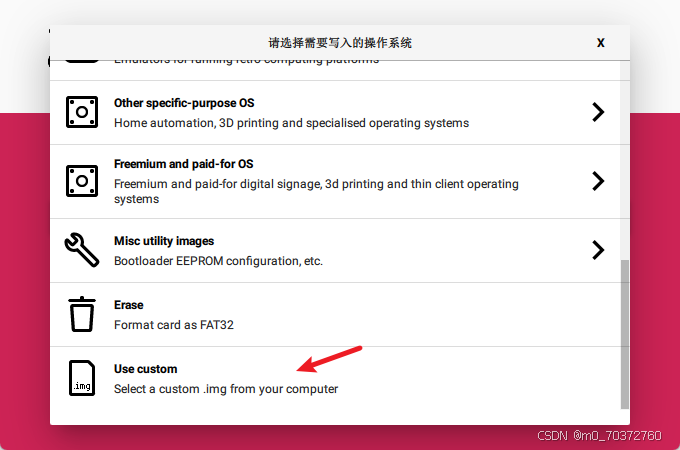 请选择需要写入的操作系统
X
Emulators for running retro computing platforms
Other specific-purpose OS
Home automation, 3D printing and specialised operating systems
Freemium and paid-for OS
Freemium and paid-for digital signage, 3d printing and thin client operating
systems
Misc utility images
Bootloader EEPROM configuration, etc.
Erase
Format card as FAT32
Use custom
.img
Select a custom .img from your computer
CSDN @m0_70372760